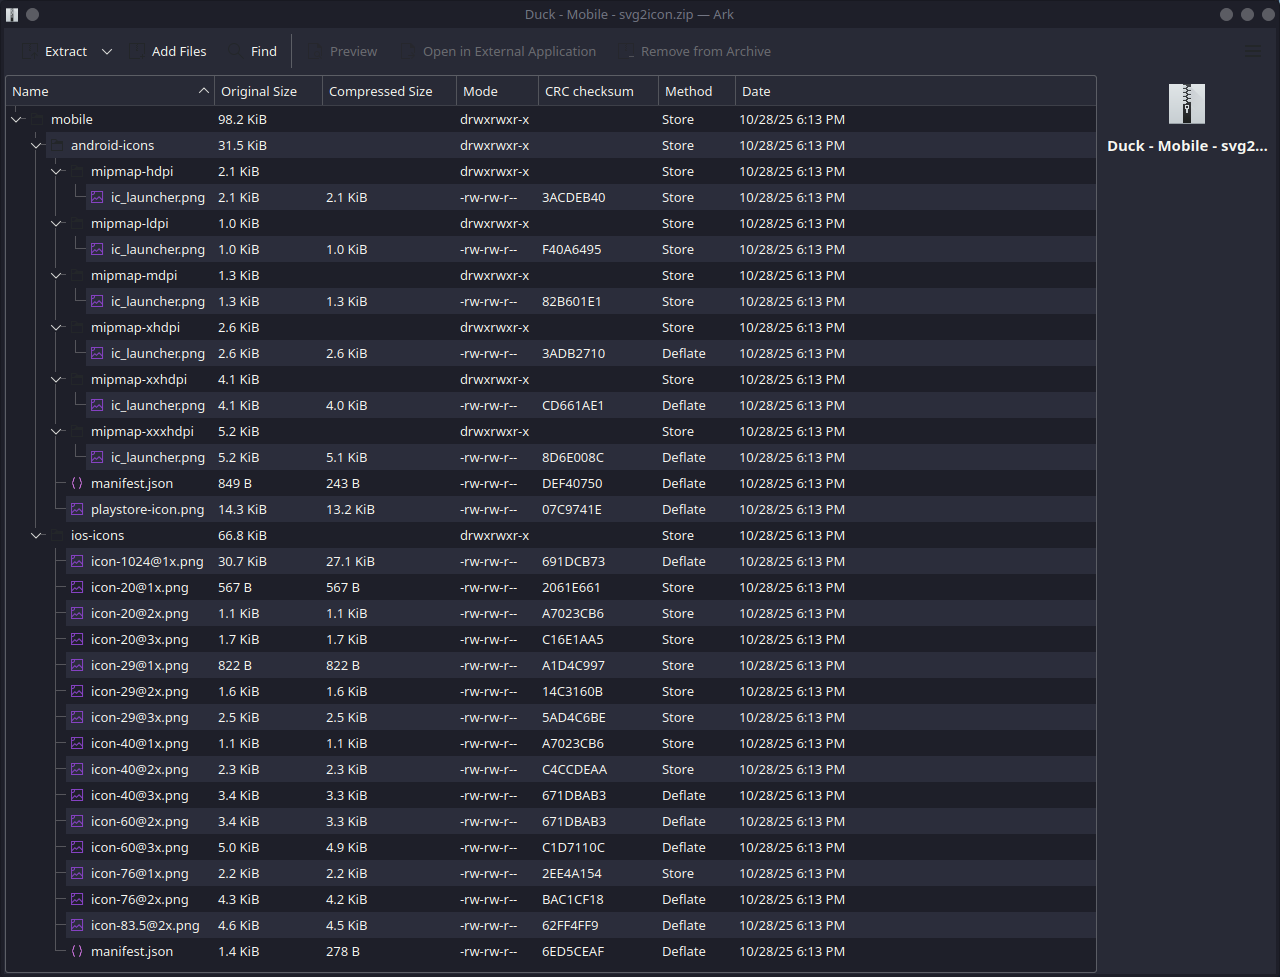 Duck - Mobile - svg2icon.zip — Ark
Extract Add Files Find Preview Open in External Application Remove from Archive
Name Original Size Compressed Size Mode CRC checksum Method Date
mobile 98.2 KiB drwxrwxr-x Store 10/28/25 6:13 PM
android-icons 31.5 KiB drwxrwxr-x Store 10/28/25 6:13 PM
mipmap-hdpi 2.1 KiB drwxrwxr-x Store 10/28/25 6:13 PM
ic_launcher.png 2.1 KiB 2.1 KiB -rw-rw-r-- 3ACDEB40 Store 10/28/25 6:13 PM
mipmap-ldpi 1.0 KiB drwxrwxr-x Store 10/28/25 6:13 PM
ic_launcher.png 1.0 KiB 1.0 KiB -rw-rw-r-- F40A6495 Store 10/28/25 6:13 PM
mipmap-mdpi 1.3 KiB drwxrwxr-x Store 10/28/25 6:13 PM
ic_launcher.png 1.3 KiB 1.3 KiB -rw-rw-r-- 82B601E1 Store 10/28/25 6:13 PM
mipmap-xhdpi 2.6 KiB drwxrwxr-x Store 10/28/25 6:13 PM
ic_launcher.png 2.6 KiB 2.6 KiB -rw-rw-r-- 3ADB2710 Deflate 10/28/25 6:13 PM
mipmap-xxhdpi 4.1 KiB drwxrwxr-x Store 10/28/25 6:13 PM
ic_launcher.png 4.1 KiB 4.0 KiB -rw-rw-r-- CD661AE1 Deflate 10/28/25 6:13 PM
mipmap-xxxhdpi 5.2 KiB drwxrwxr-x Store 10/28/25 6:13 PM
ic_launcher.png 5.2 KiB 5.1 KiB -rw-rw-r-- 8D6E008C Deflate 10/28/25 6:13 PM
manifest.json 849 B 243 B -rw-rw-r-- DEF40750 Deflate 10/28/25 6:13 PM
playstore-icon.png 14.3 KiB 13.2 KiB -rw-rw-r-- 07C9741E Deflate 10/28/25 6:13 PM
ios-icons 66.8 KiB drwxrwxr-x Store 10/28/25 6:13 PM
icon-1024@1x.png 30.7 KiB 27.1 KiB -rw-rw-r-- 691DCB73 Deflate 10/28/25 6:13 PM
icon-20@1x.png 567 B 567 B -rw-rw-r-- 2061E661 Store 10/28/25 6:13 PM
icon-20@2x.png 1.1 KiB 1.1 KiB -rw-rw-r-- A7023CB6 Store 10/28/25 6:13 PM
icon-20@3x.png 1.7 KiB 1.7 KiB -rw-rw-r-- C16E1AA5 Store 10/28/25 6:13 PM
icon-29@1x.png 822 B 822 B -rw-rw-r-- A1D4C997 Store 10/28/25 6:13 PM
icon-29@2x.png 1.6 KiB 1.6 KiB -rw-rw-r-- 14C3160B Store 10/28/25 6:13 PM
icon-29@3x.png 2.5 KiB 2.5 KiB -rw-rw-r-- 5AD4C6BE Store 10/28/25 6:13 PM
icon-40@1x.png 1.1 KiB 1.1 KiB -rw-rw-r-- A7023CB6 Store 10/28/25 6:13 PM
icon-40@2x.png 2.3 KiB 2.3 KiB -rw-rw-r-- C4CCDEAA Store 10/28/25 6:13 PM
icon-40@3x.png 3.4 KiB 3.3 KiB -rw-rw-r-- 671DBAB3 Deflate 10/28/25 6:13 PM
icon-60@2x.png 3.4 KiB 3.3 KiB -rw-rw-r-- 671DBAB3 Deflate 10/28/25 6:13 PM
icon-60@3x.png 5.0 KiB 4.9 KiB -rw-rw-r-- C1D7110C Deflate 10/28/25 6:13 PM
icon-76@1x.png 2.2 KiB 2.2 KiB -rw-rw-r-- 2EE4A154 Store 10/28/25 6:13 PM
icon-76@2x.png 4.3 KiB 4.2 KiB -rw-rw-r-- BAC1CF18 Deflate 10/28/25 6:13 PM
icon-83.5@2x.png 4.6 KiB 4.5 KiB -rw-rw-r-- 62FF4FF9 Deflate 10/28/25 6:13 PM
manifest.json 1.4 KiB 278 B -rw-rw-r-- 6ED5CEAF Deflate 10/28/25 6:13 PM
Duck - Mobile - svg2...